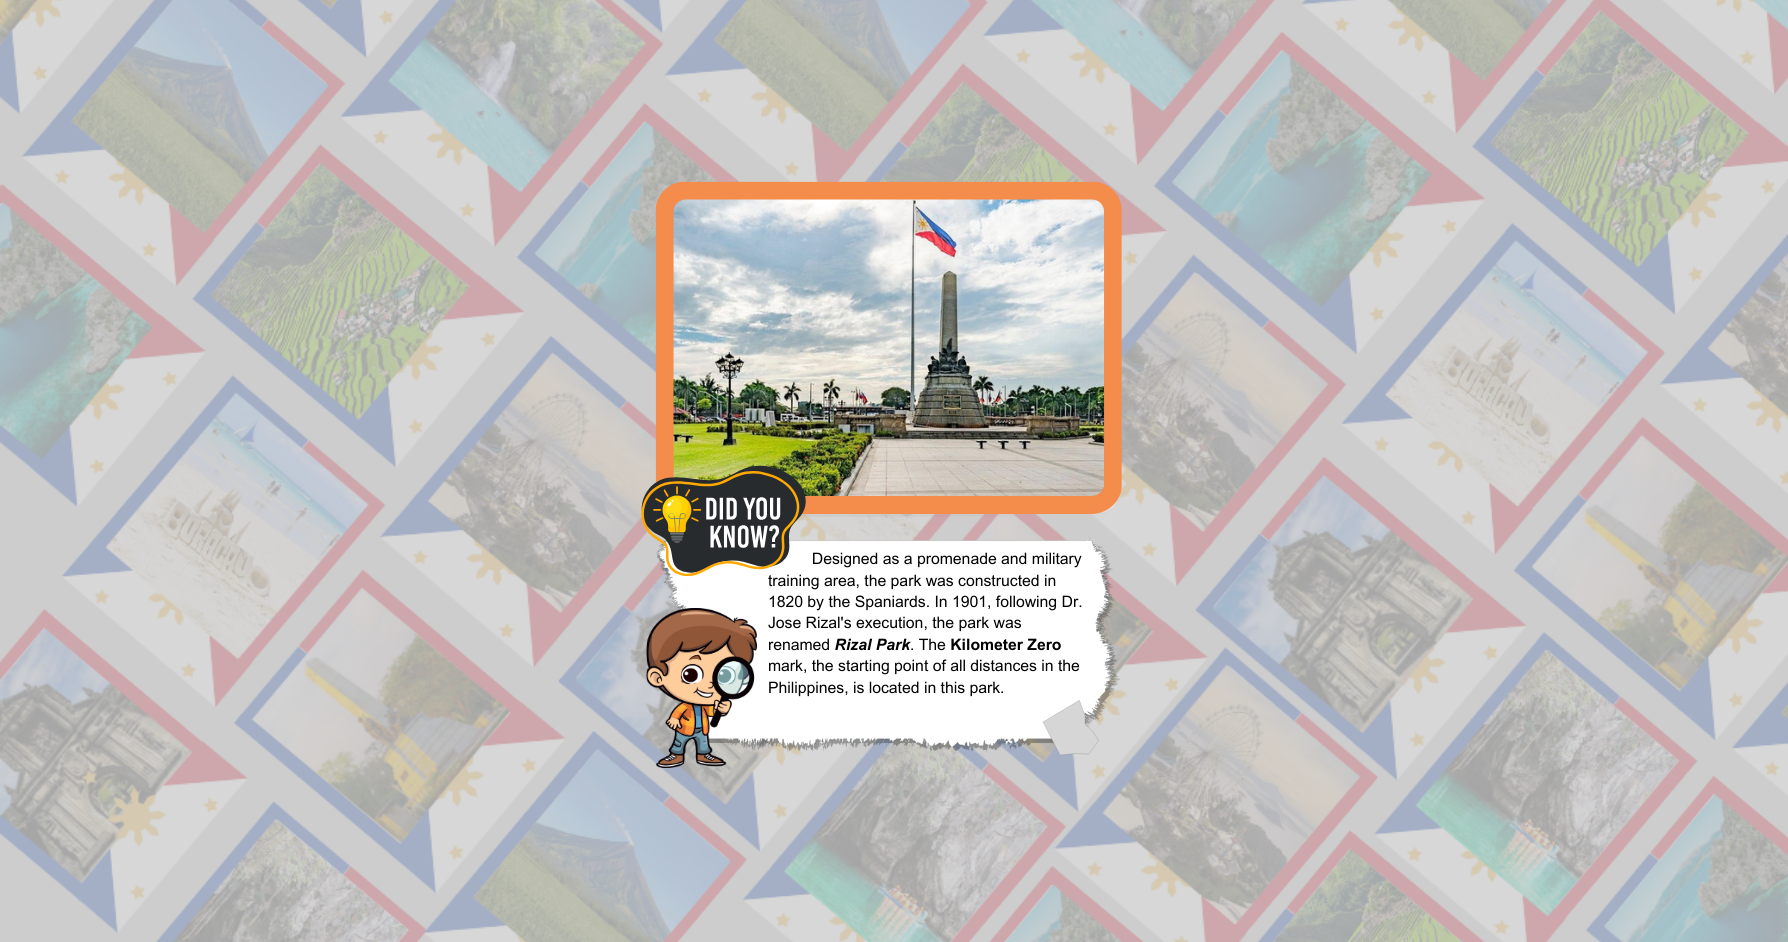 DID YOU
KNOW?
Designed as a promenade and military
training area, the park was constructed in
1820 by the Spaniards. In 1901, following Dr.
Jose Rizal's execution, the park was
renamed Rizal Park. The Kilometer Zero
mark, the starting point of all distances in the
Philippines, is located in this park.